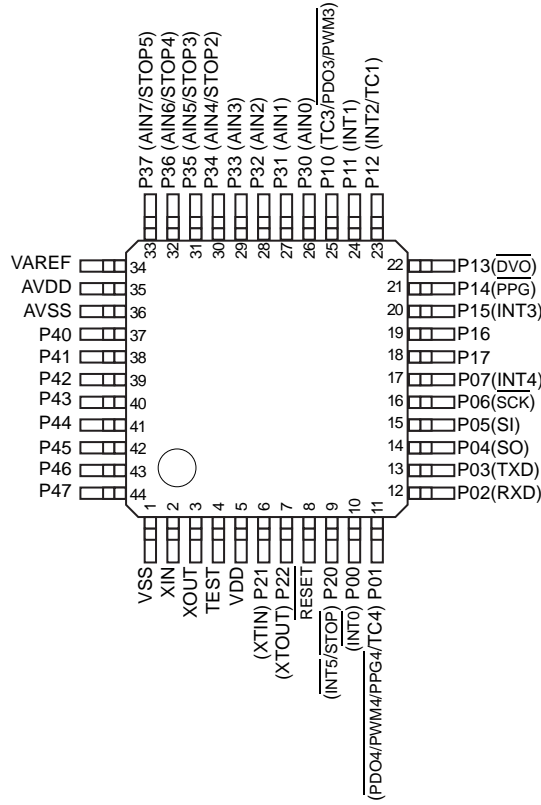 P37 (AIN7/STOP5)
P36 (AIN6/STOP4)
P35 (AIN5/STOP3)
P34 (AIN4/STOP2)
P33 (AIN3)
P32 (AIN2)
P31 (AIN1)
P30 (AIN0)
P10 (TC3/PDO3/PWM3)
P11 (INT1)
P12 (INT2/TC1)
33 32 31 30 29 28 27 26 25 24 23
VAREF 34
AVDD 35
AVSS 36
P40 37
P41 38
P42 39
P43 40
P44 41
P45 42
P46 43
P47 44
22 P13(DVO)
21 P14(PPG)
20 P15(INT3)
19 P16
18 P17
17 P07(INT4)
16 P06(SCK)
15 P05(SI)
14 P04(SO)
13 P03(TXD)
12 P02(RXD)
1 2 3 4 5 6 7 8 9 10 11
VSS
XIN
XOUT
TEST
VDD
(XTIN) P21
(XTOUT) P22
RESET
(INT5/STOP) P20
(INT0) P00
(PDO4/PWM4/PPG4/TC4) P01